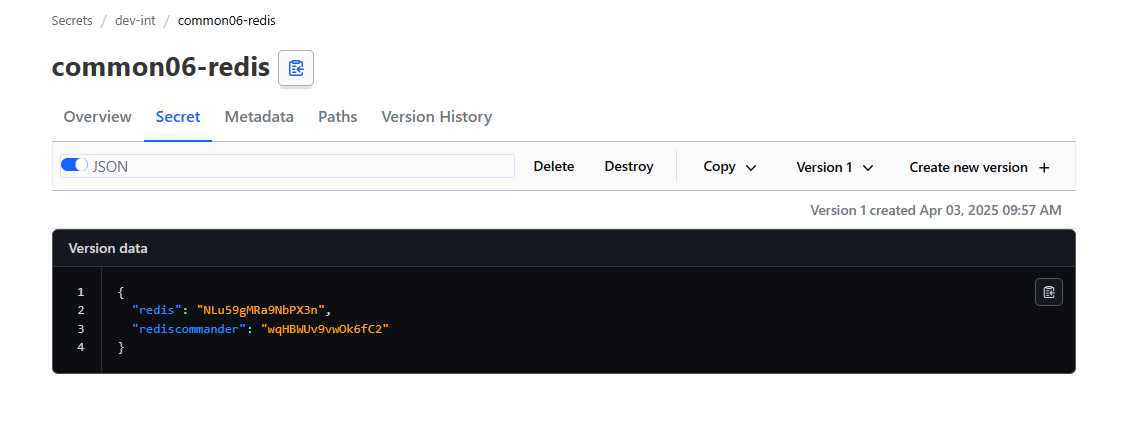 Secrets / dev-int / common06-redis
common06-redis
Overview Secret Metadata Paths Version History
JSON Delete Destroy Copy Version 1 Create new version +
Version 1 created Apr 03, 2025 09:57 AM
Version data
1 {
2 "redis": "NLu59gMRa9NbPX3n",
3 "rediscommander": "wqHBWUv9vwOk6fC2"
4 }